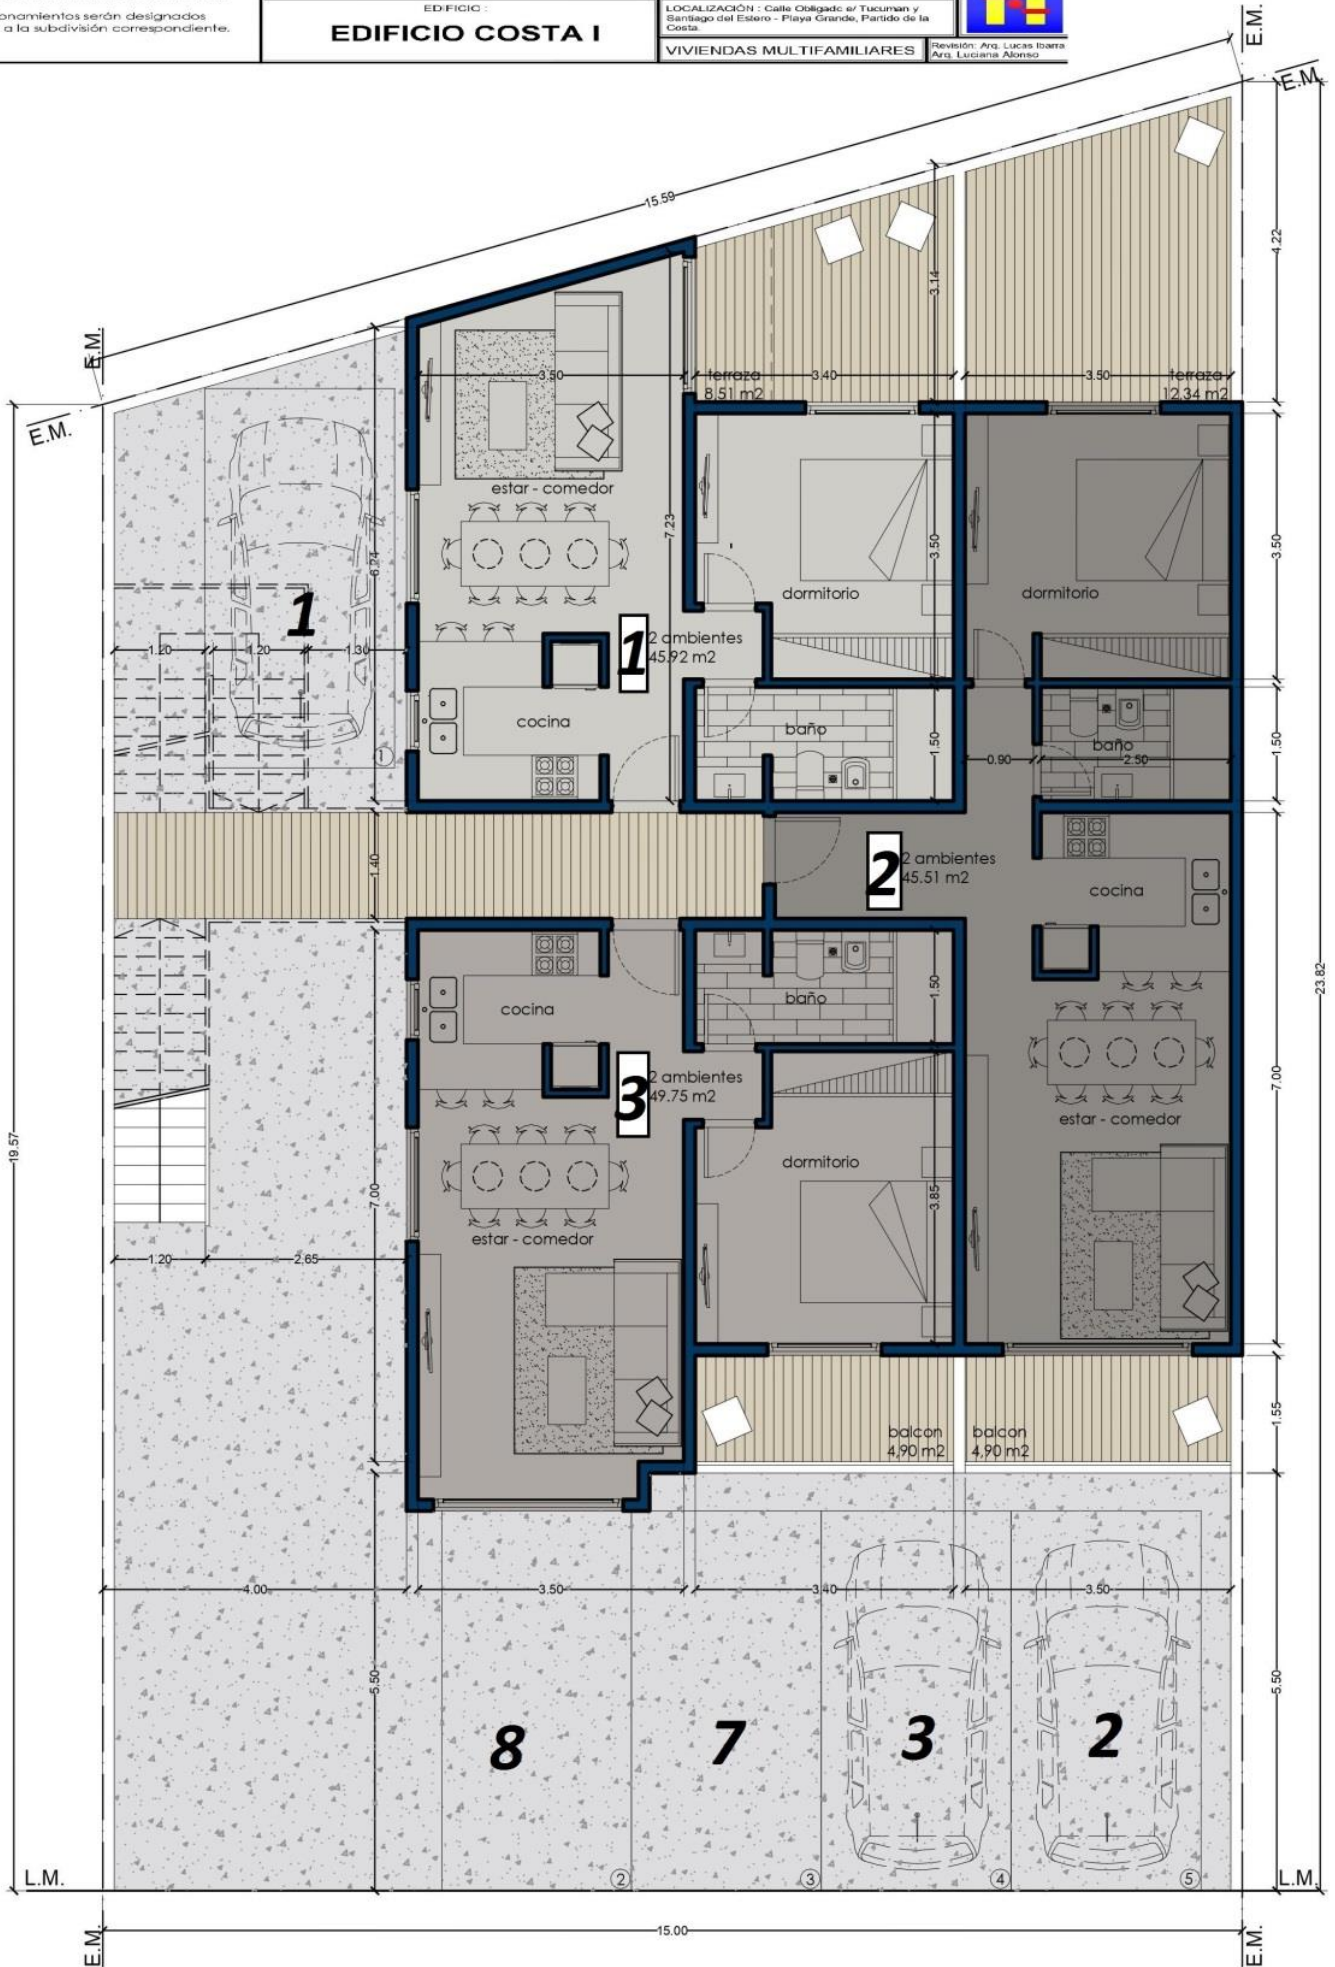 onamientos serán designados
a la subdivisión correspondiente.
EDIFICIO :
EDIFICIO COSTA I
LOCALIZACIÓN : Calle Obligado e/ Tucuman y
Santiago del Estero - Playa Grande, Partido de la
Costa.
VIVIENDAS MULTIFAMILIARES
Revisión: Arq. Lucas Ibarra
Arq. Luciana Alonso
E.M.
E.M.
15.59
4.22
3.14
E.M.
E.M.
3.50
terraza
8,51 m2
3.40
3.50
terraza
12,34 m2
estar - comedor
7.23
3.50
3.50
6.24
1
dormitorio
dormitorio
1.20
1.20
1.30
1
2 ambientes
45.92 m2
cocina
baño
1.50
0.90
baño
2.50
1.50
1.40
2
2 ambientes
45.51 m2
cocina
23.82
cocina
baño
1.50
3
2 ambientes
49.75 m2
7.00
estar - comedor
19.57
7.00
dormitorio
3.85
estar - comedor
1.20
2.65
balcon
4,90 m2
balcon
4,90 m2
1.55
4.00
3.50
3.40
3.50
5.50
5.50
8
7
3
2
L.M.
2
3
4
5
L.M.
15.00
E.M.
E.M.